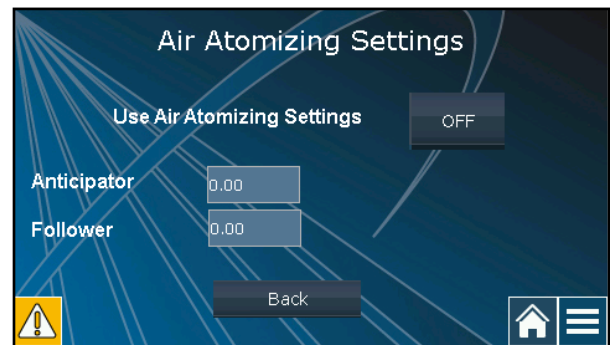 Air Atomizing Settings
Use Air Atomizing Settings OFF
Anticipator 0.00
Follower 0.00
Back